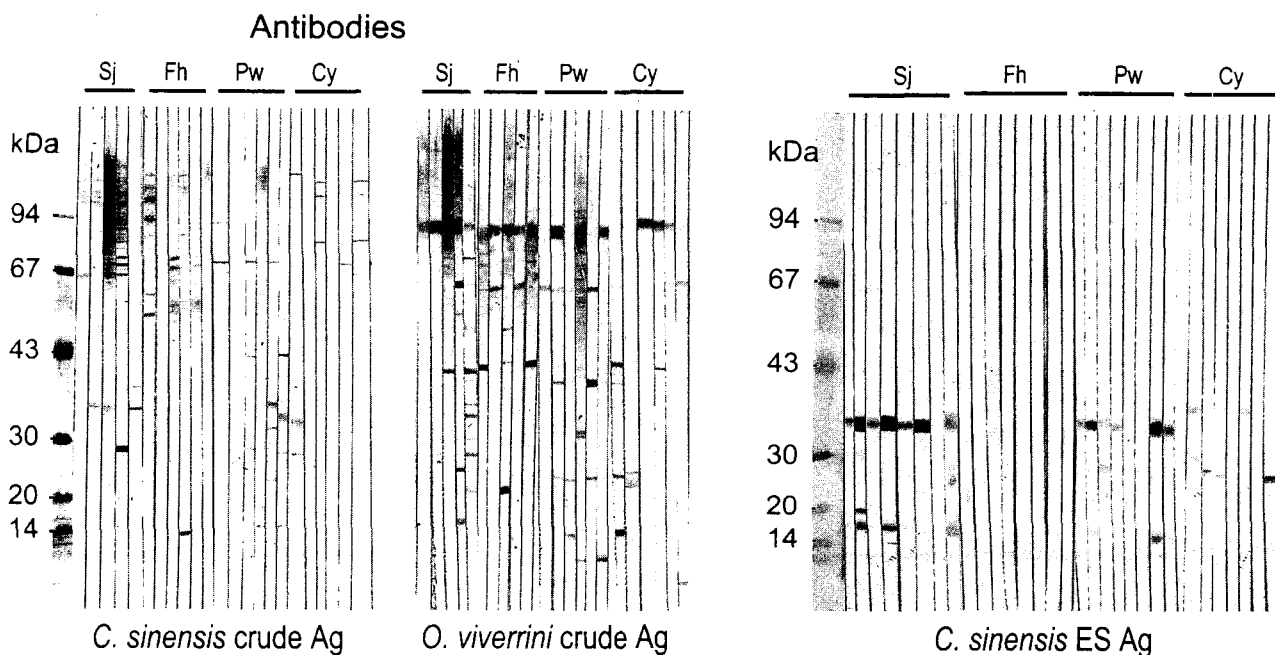 Antibodies
Sj Fh Pw Cy
kDa
94
67
43
30
20
14
C. sinensis crude Ag
Sj Fh Pw Cy
O. viverrini crude Ag
Sj Fh Pw Cy
kDa
94
67
43
30
20
14
C. sinensis ES Ag